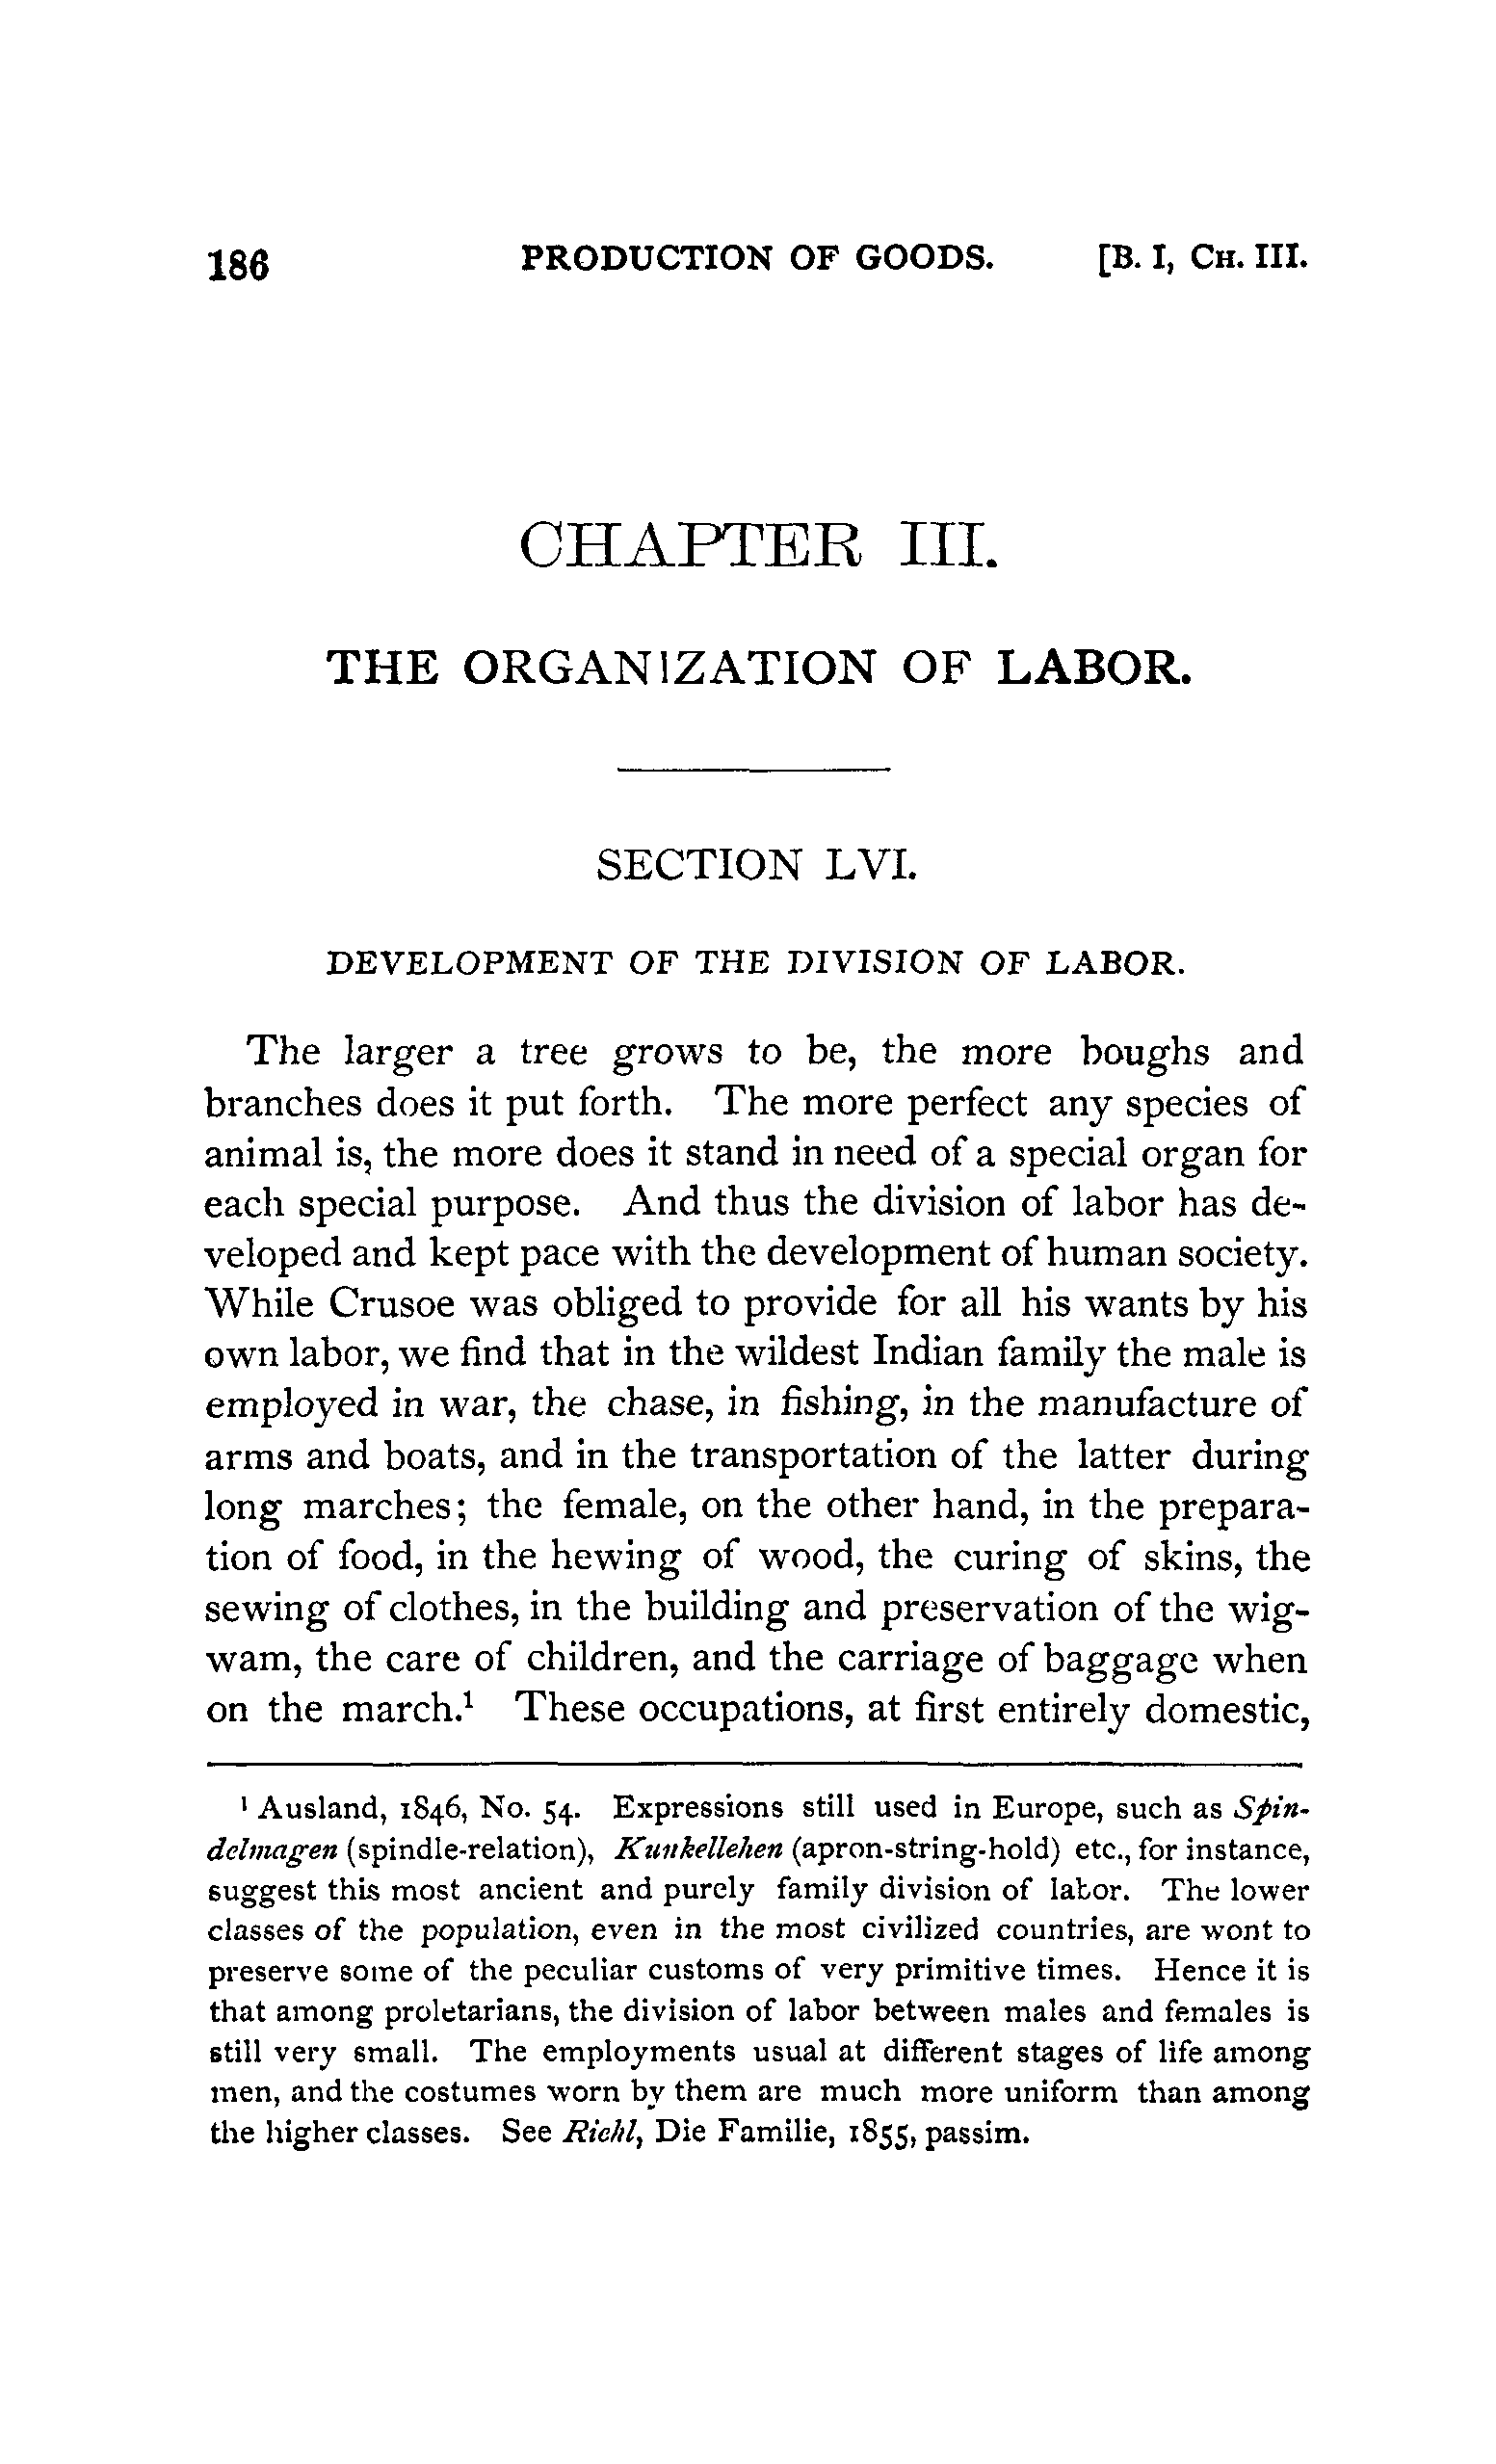 186 PRODUCTION OF GOODS. [B. I, CH. III.
CHAPTER III.
THE ORGANIZATION OF LABOR.
SECTION LVI.
DEVELOPMENT OF THE DIVISION OF LABOR.
The larger a tree grows to be, the more boughs and
branches does it put forth. The more perfect any species of
animal is, the more does it stand in need of a special organ for
each special purpose. And thus the division of labor has de-
veloped and kept pace with the development of human society.
While Crusoe was obliged to provide for all his wants by his
own labor, we find that in the wildest Indian family the male is
employed in war, the chase, in fishing, in the manufacture of
arms and boats, and in the transportation of the latter during
long marches; the female, on the other hand, in the prepara-
tion of food, in the hewing of wood, the curing of skins, the
sewing of clothes, in the building and preservation of the wig-
wam, the care of children, and the carriage of baggage when
on the march.¹ These occupations, at first entirely domestic,
¹ Ausland, 1846, No. 54. Expressions still used in Europe, such as Spin-
delmagen (spindle-relation), Kunkellehen (apron-string-hold) etc., for instance,
suggest this most ancient and purely family division of labor. The lower
classes of the population, even in the most civilized countries, are wont to
preserve some of the peculiar customs of very primitive times. Hence it is
that among proletarians, the division of labor between males and females is
still very small. The employments usual at different stages of life among
men, and the costumes worn by them are much more uniform than among
the higher classes. See Riehl, Die Familie, 1855, passim.